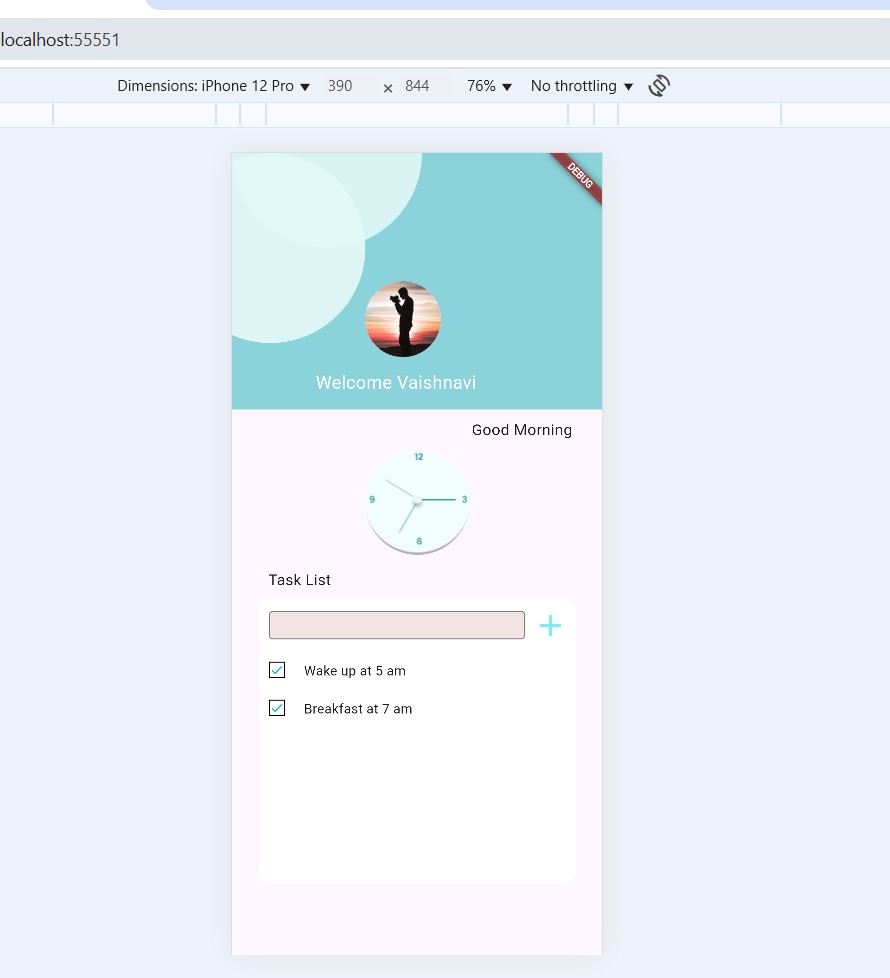 localhost:55551
Dimensions: iPhone 12 Pro ▼ 390 × 844 76% ▼ No throttling ▼
DEBUG
Welcome Vaishnavi
Good Morning
12
9 3
6
Task List
Wake up at 5 am
Breakfast at 7 am